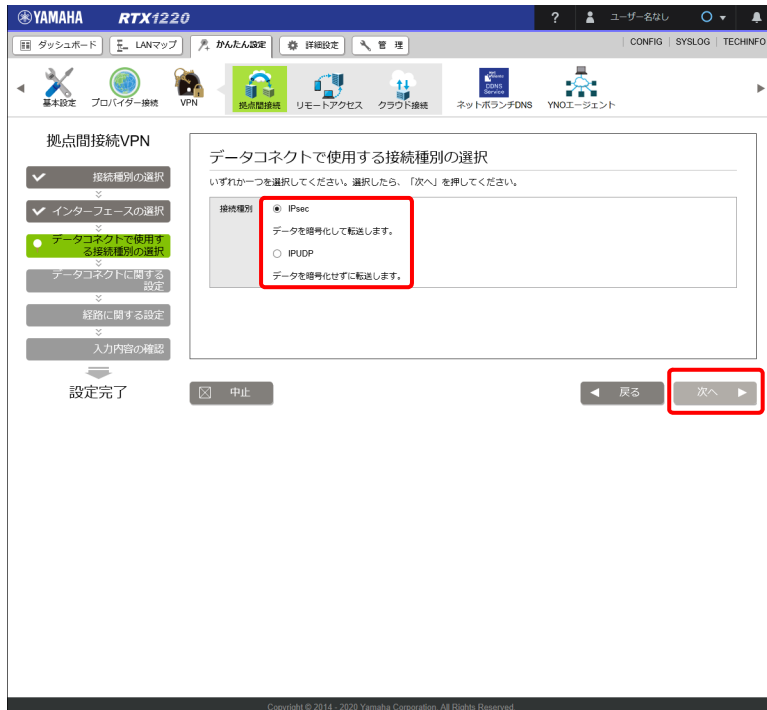 YAMAHA RTX1220 ? ユーザー名なし
ダッシュボード LANマップ かんたん設定 詳細設定 管 理 CONFIG SYSLOG TECHINFO
基本設定 プロバイダー接続 VPN 拠点間接続 リモートアクセス クラウド接続 DDNS Service ネットボランチDNS YNOエージェント
拠点間接続VPN
接続種別の選択
インターフェースの選択
データコネクトで使用す
る接続種別の選択
データコネクトに関する
設定
経路に関する設定
入力内容の確認
設定完了
データコネクトで使用する接続種別の選択
いずれか一つを選択してください。選択したら、「次へ」を押してください。
接続種別 IPsec
データを暗号化して転送します。
IPUDP
データを暗号化せずに転送します。
中止 戻る 次へ
Copyright © 2014 - 2020 Yamaha Corporation. All Rights Reserved.